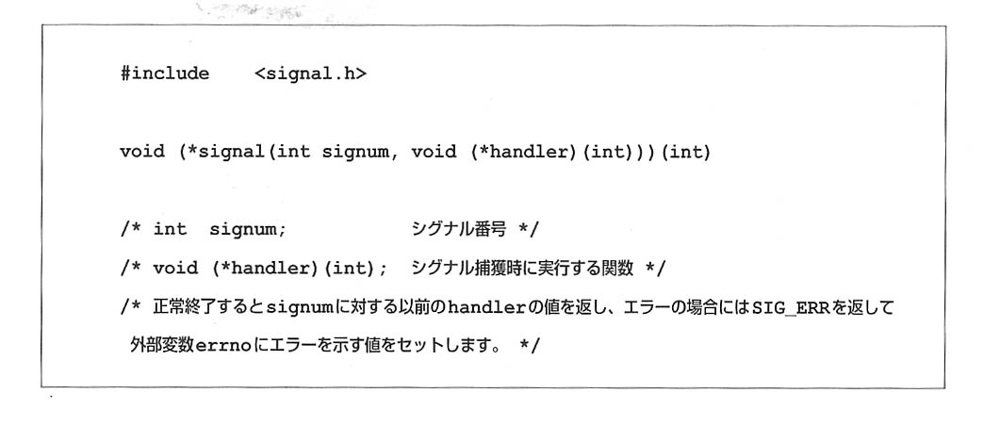 #include    <signal.h>
void (*signal(int signum, void (*handler)(int)))(int)
/* int  signum;                シグナル番号 */
/* void (*handler)(int);  シグナル捕獲時に実行する関数 */
/* 正常終了するとsignumに対する以前のhandlerの値を返し、エラーの場合にはSIG_ERRを返して
外部変数errnoにエラーを示す値をセットします。 */